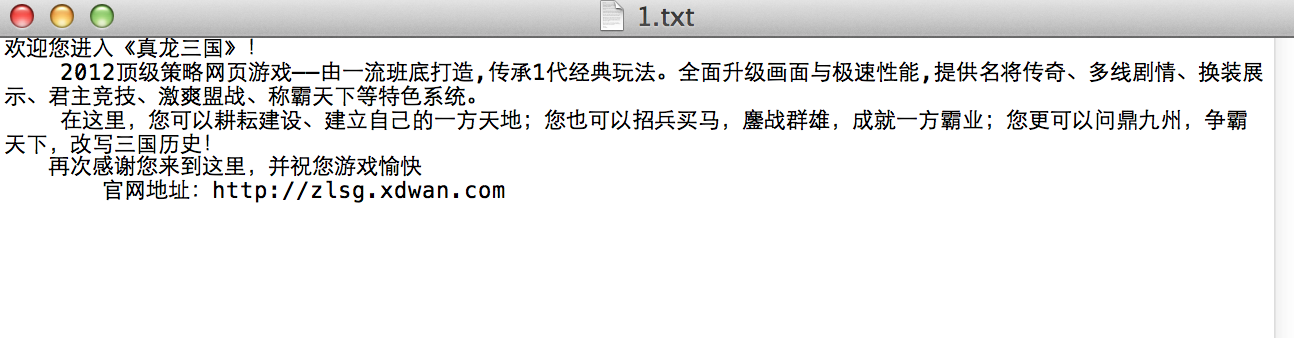 1.txt
欢迎您进入《真龙三国》!
2012顶级策略网页游戏——由一流班底打造,传承1代经典玩法。全面升级画面与极速性能,提供名将传奇、多线剧情、换装展
示、君主竞技、激爽盟战、称霸天下等特色系统。
在这里，您可以耕耘建设、建立自己的一方天地；您也可以招兵买马，鏖战群雄，成就一方霸业；您更可以问鼎九州，争霸
天下，改写三国历史!
再次感谢您来到这里，并祝您游戏愉快
官网地址：http://zlsg.xdwan.com